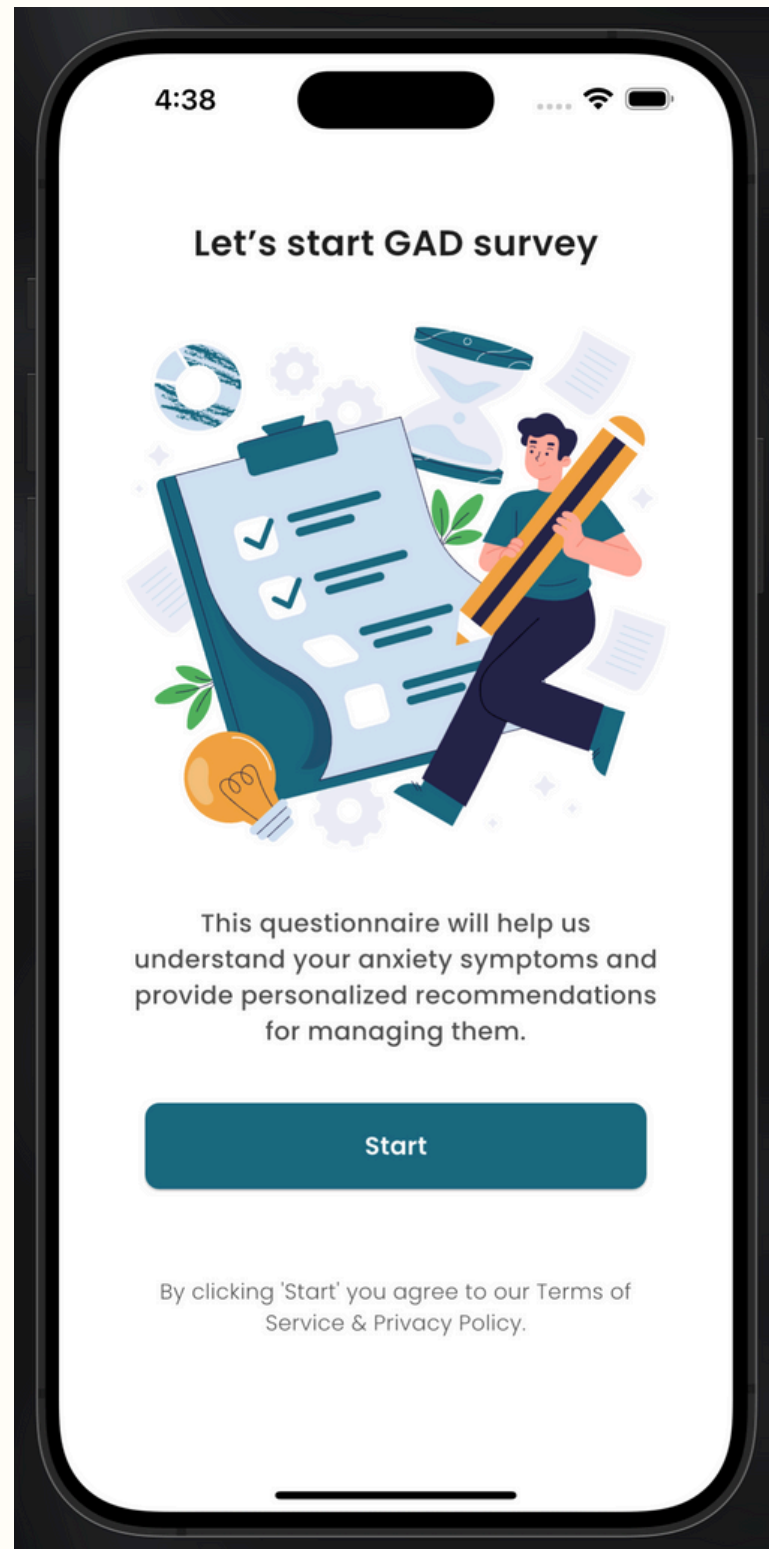 4:38
Let’s start GAD survey
This questionnaire will help us
understand your anxiety symptoms and
provide personalized recommendations
for managing them.
Start
By clicking 'Start' you agree to our Terms of
Service & Privacy Policy.